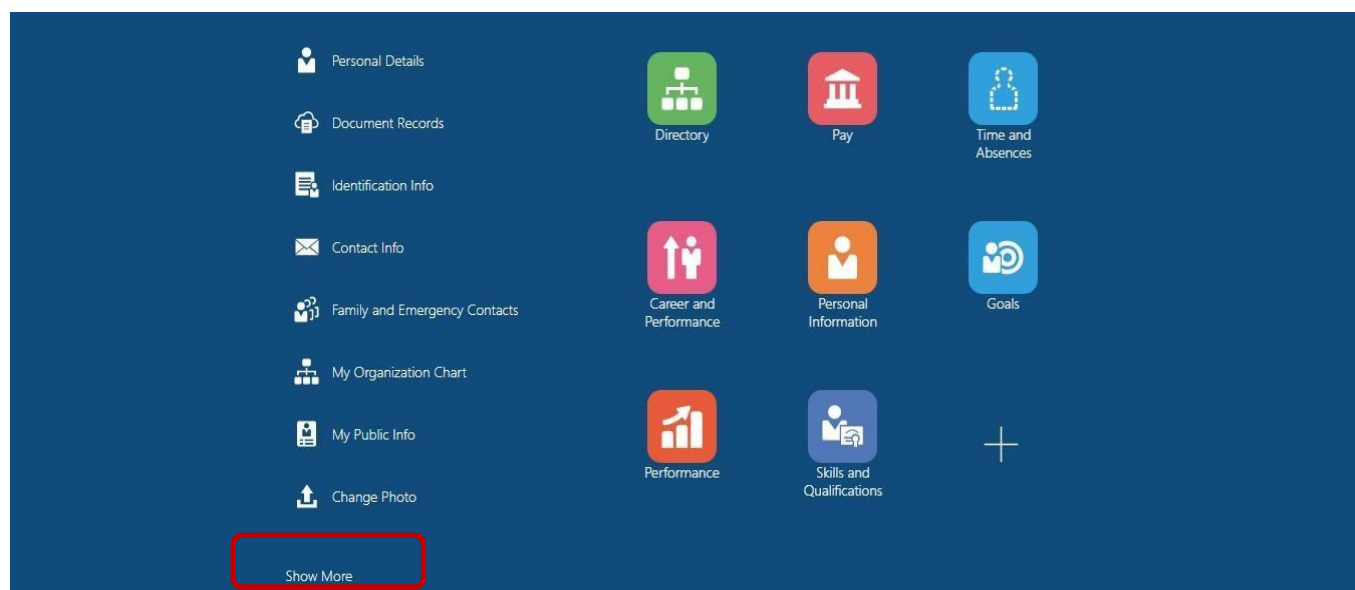 Personal Details
Document Records
Identification Info
Contact Info
Family and Emergency Contacts
My Organization Chart
My Public Info
Change Photo
Show More
Directory
Pay
Time and
Absences
Career and
Performance
Personal
Information
Goals
Performance
Skills and
Qualifications